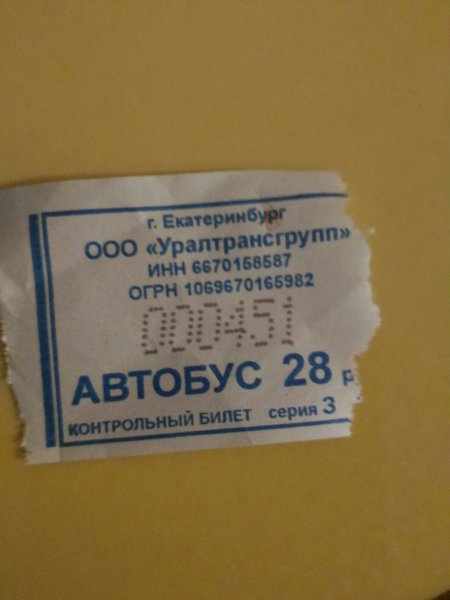 г. Екатеринбург
ООО «Уралтрансгрупп»
ИНН 6670158587
ОГРН 1069670165982
000451
АВТОБУС 28 р
КОНТРОЛЬНЫЙ БИЛЕТ серия 3